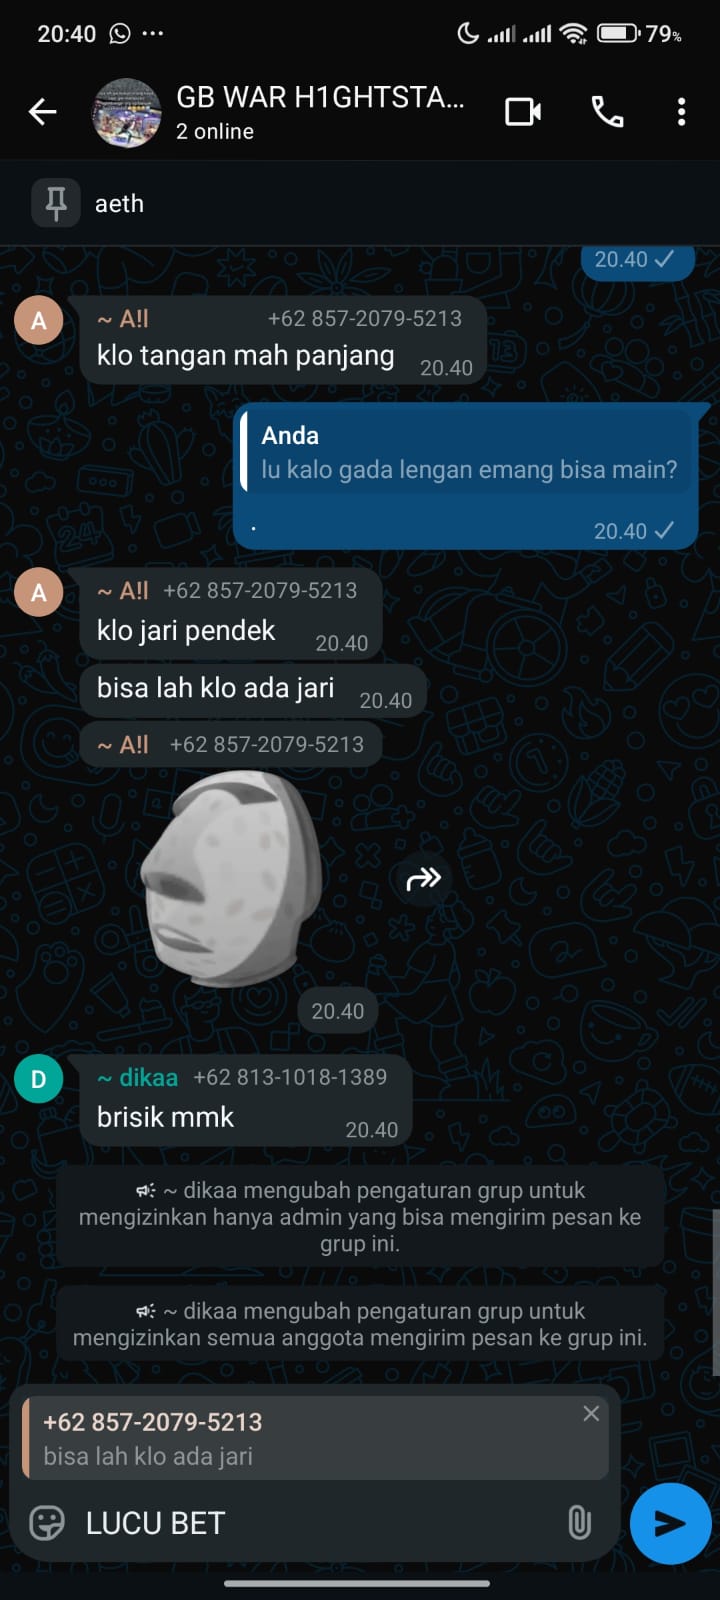 20:40
79%
GB WAR H1GHTSTA...
2 online
aeth
20.40
A
~ A!l +62 857-2079-5213
klo tangan mah panjang 20.40
Anda
lu kalo gada lengan emang bisa main?
. 20.40
A
~ A!l +62 857-2079-5213
klo jari pendek 20.40
bisa lah klo ada jari 20.40
~ A!l +62 857-2079-5213
20.40
D
~ dikaa +62 813-1018-1389
brisik mmk 20.40
~ dikaa mengubah pengaturan grup untuk
mengizinkan hanya admin yang bisa mengirim pesan ke
grup ini.
~ dikaa mengubah pengaturan grup untuk
mengizinkan semua anggota mengirim pesan ke grup ini.
+62 857-2079-5213
bisa lah klo ada jari
LUCU BET